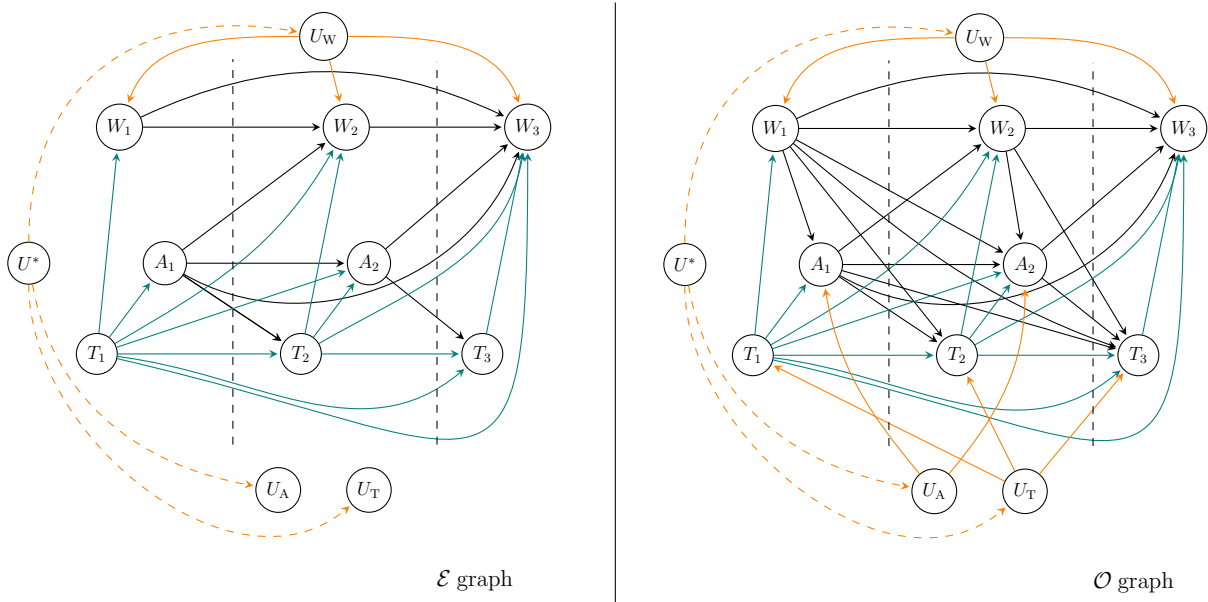 U_W
W_1 W_2 W_3
U* A_1 A_2
T_1 T_2 T_3
U_A U_T
ℰ graph
U_W
W_1 W_2 W_3
U* A_1 A_2
T_1 T_2 T_3
U_A U_T
𝒪 graph